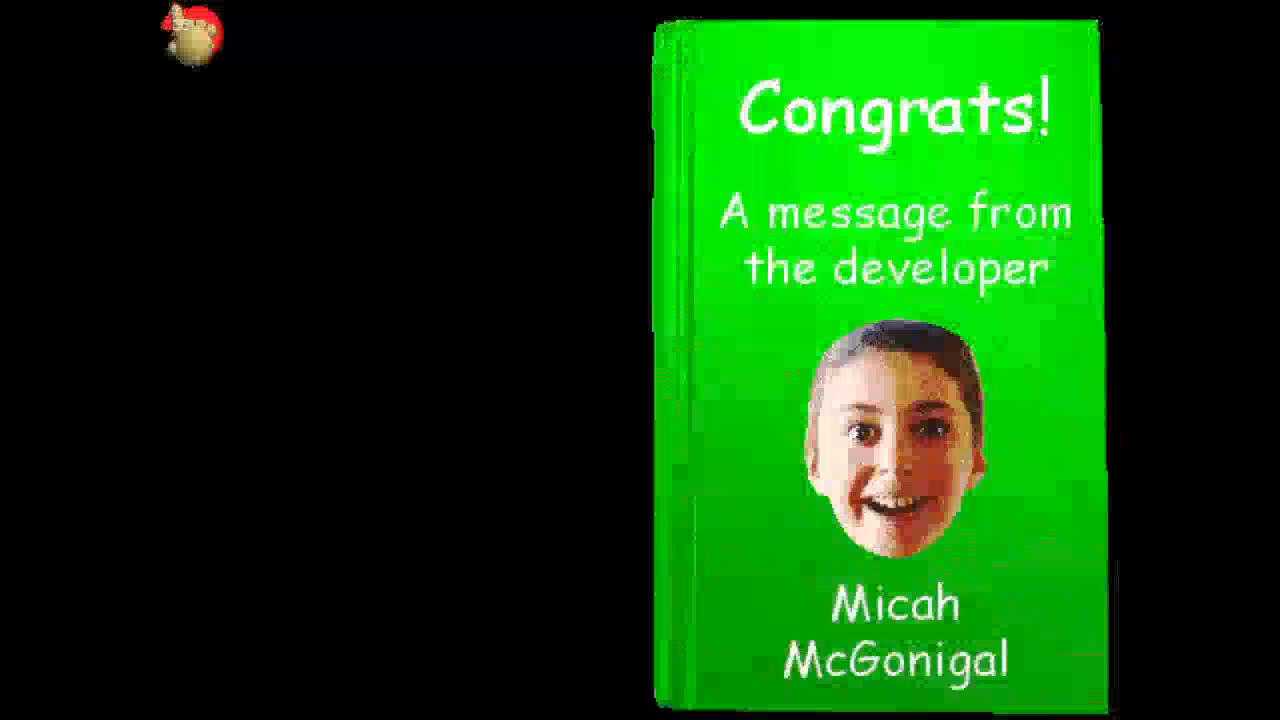 Congrats!
A message from
the developer
Micah
McGonigal